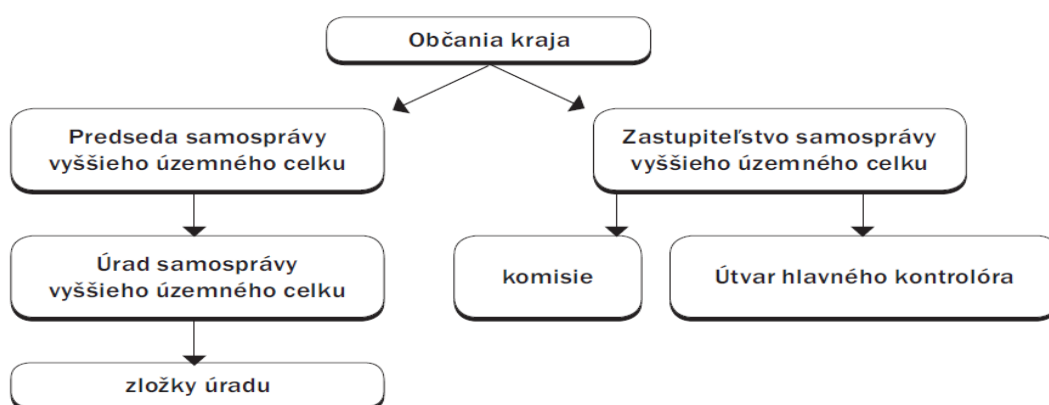 Občania kraja
Predseda samosprávy
vyššieho územného celku
Zastupiteľstvo samosprávy
vyššieho územného celku
Úrad samosprávy
vyššieho územného celku
komisie
Útvar hlavného kontrolóra
zložky úradu